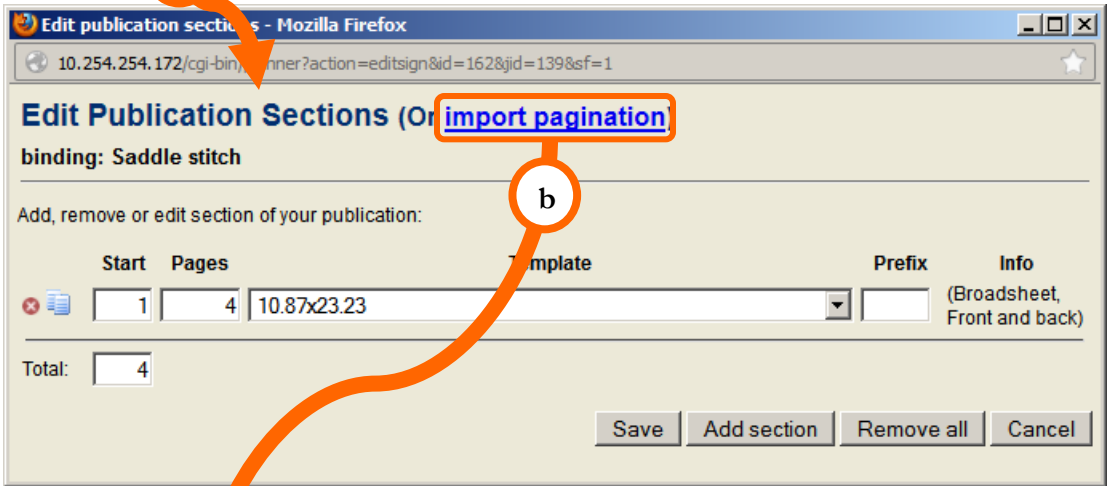 Edit publication sections - Mozilla Firefox
10.254.254.172/cgi-bin/ nner?action=editsign&id=162&jid=139&sf=1
Edit Publication Sections (Or import pagination)
binding: Saddle stitch
b
Add, remove or edit section of your publication:
Start Pages Template Prefix Info
1 4 10.87x23.23 (Broadsheet,
Front and back)
Total: 4
Save Add section Remove all Cancel